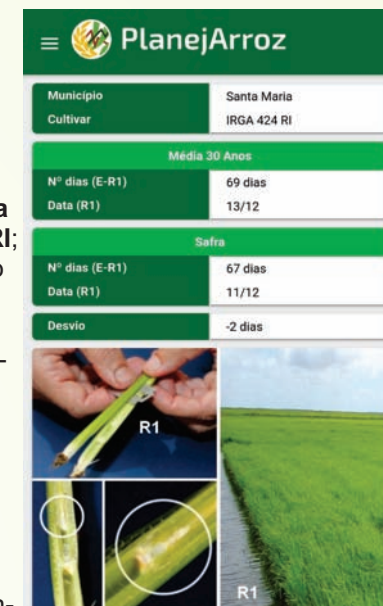 PlanejArroz
Município Santa Maria
Cultivar IRGA 424 RI
Média 30 Anos
Nº dias (E-R1) 69 dias
Data (R1) 13/12
Safra
Nº dias (E-R1) 67 dias
Data (R1) 11/12
Desvio -2 dias
R1
R1